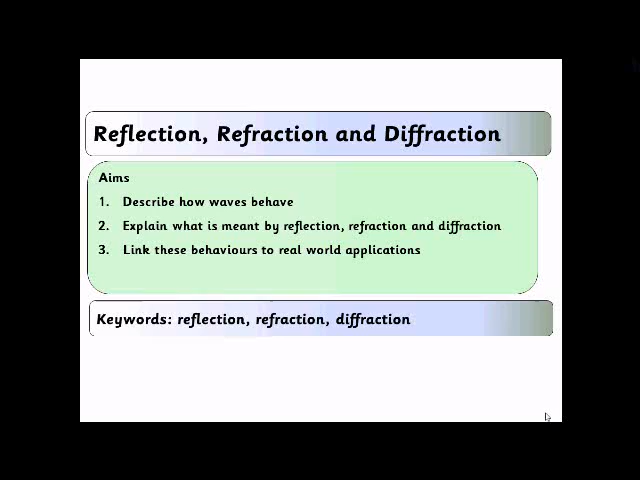 Reflection, Refraction and Diffraction
Aims
1. Describe how waves behave
2. Explain what is meant by reflection, refraction and diffraction
3. Link these behaviours to real world applications
Keywords: reflection, refraction, diffraction